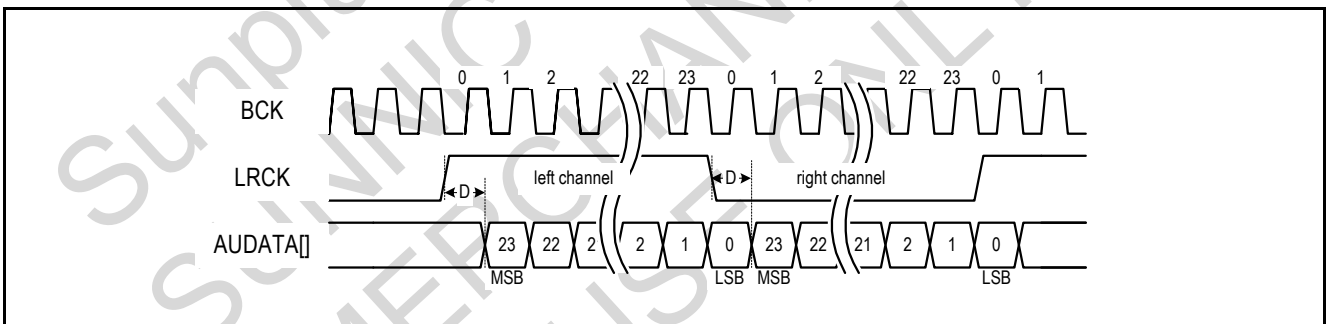 0 1 2 22 23 0 1 2 22 23 0 1
BCK
LRCK
D left channel D right channel
AUDATA[]
23 22 2 2 1 0 23 22 21 2 1 0
MSB LSB MSB LSB